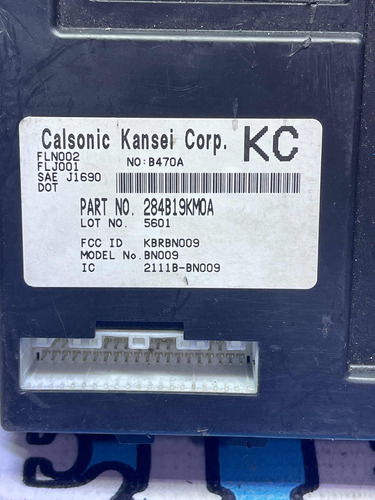 Calsonic Kansei Corp. KC
FLN002 NO:B470A
FLJ001
SAE J1690
DOT
PART NO. 284B19KM0A
LOT NO. 5601
FCC ID KBRBN009
MODEL No. BN009
IC 2111B-BN009